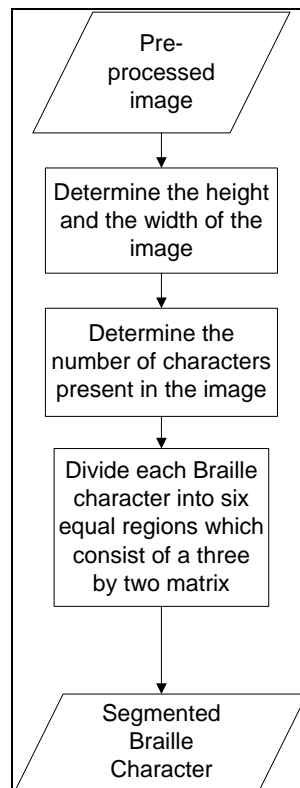 Pre-
processed
image
Determine the height
and the width of the
image
Determine the
number of characters
present in the image
Divide each Braille
character into six
equal regions which
consist of a three
by two matrix
Segmented
Braille
Character